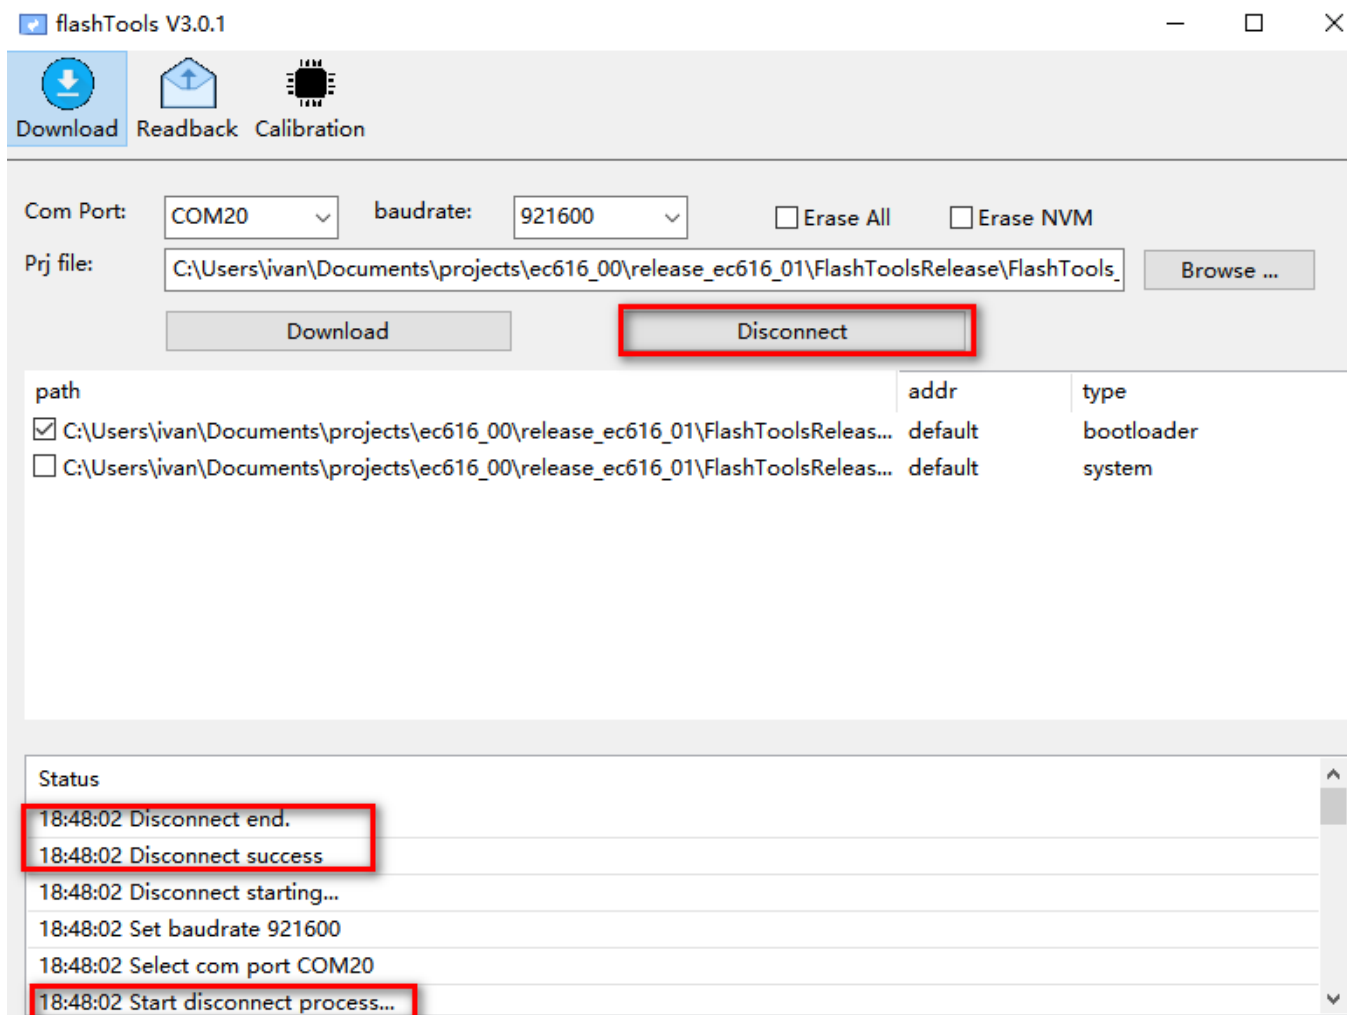 flashTools V3.0.1
Download Readback Calibration
Com Port: COM20 baudrate: 921600 Erase All Erase NVM
Prj file: C:\Users\ivan\Documents\projects\ec616_00\release_ec616_01\FlashToolsRelease\FlashTools_ Browse ...
Download Disconnect
path addr type
C:\Users\ivan\Documents\projects\ec616_00\release_ec616_01\FlashToolsReleas... default bootloader
C:\Users\ivan\Documents\projects\ec616_00\release_ec616_01\FlashToolsReleas... default system
Status
18:48:02 Disconnect end.
18:48:02 Disconnect success
18:48:02 Disconnect starting...
18:48:02 Set baudrate 921600
18:48:02 Select com port COM20
18:48:02 Start disconnect process...